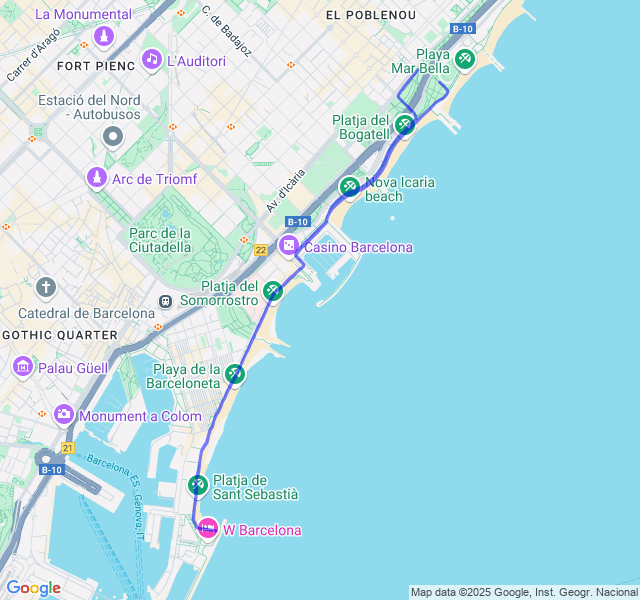 EL POBLENOU
La Monumental
C. de Badajoz
B-10
Carrer d'Aragó
L'Auditori
Playa
Mar Bella
FORT PIENC
Estació del Nord
- Autobusos
Platja del
Bogatell
Arc de Triomf
Av. d'Icària
Nova Icaria
beach
B-10
Parc de la
Ciutadella
22
Casino Barcelona
Platja del
Somorrostro
Catedral de Barcelona
GOTHIC QUARTER
Palau Güell
Playa de la
Barceloneta
Monument a Colom
21
B-10
Barcelona, ES - Genova, IT
Platja de
Sant Sebastià
W Barcelona
Google
Map data ©2025 Google, Inst. Geogr. Nacional